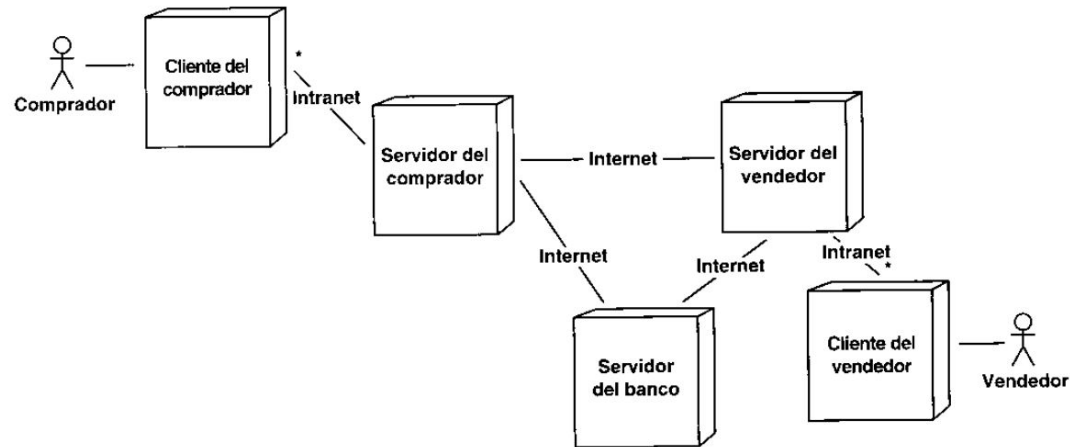 Cliente del
comprador
*
Comprador
Intranet
Servidor del
comprador
Internet
Servidor del
vendedor
Internet
Internet
Intranet
*
Servidor
del banco
Cliente del
vendedor
Vendedor